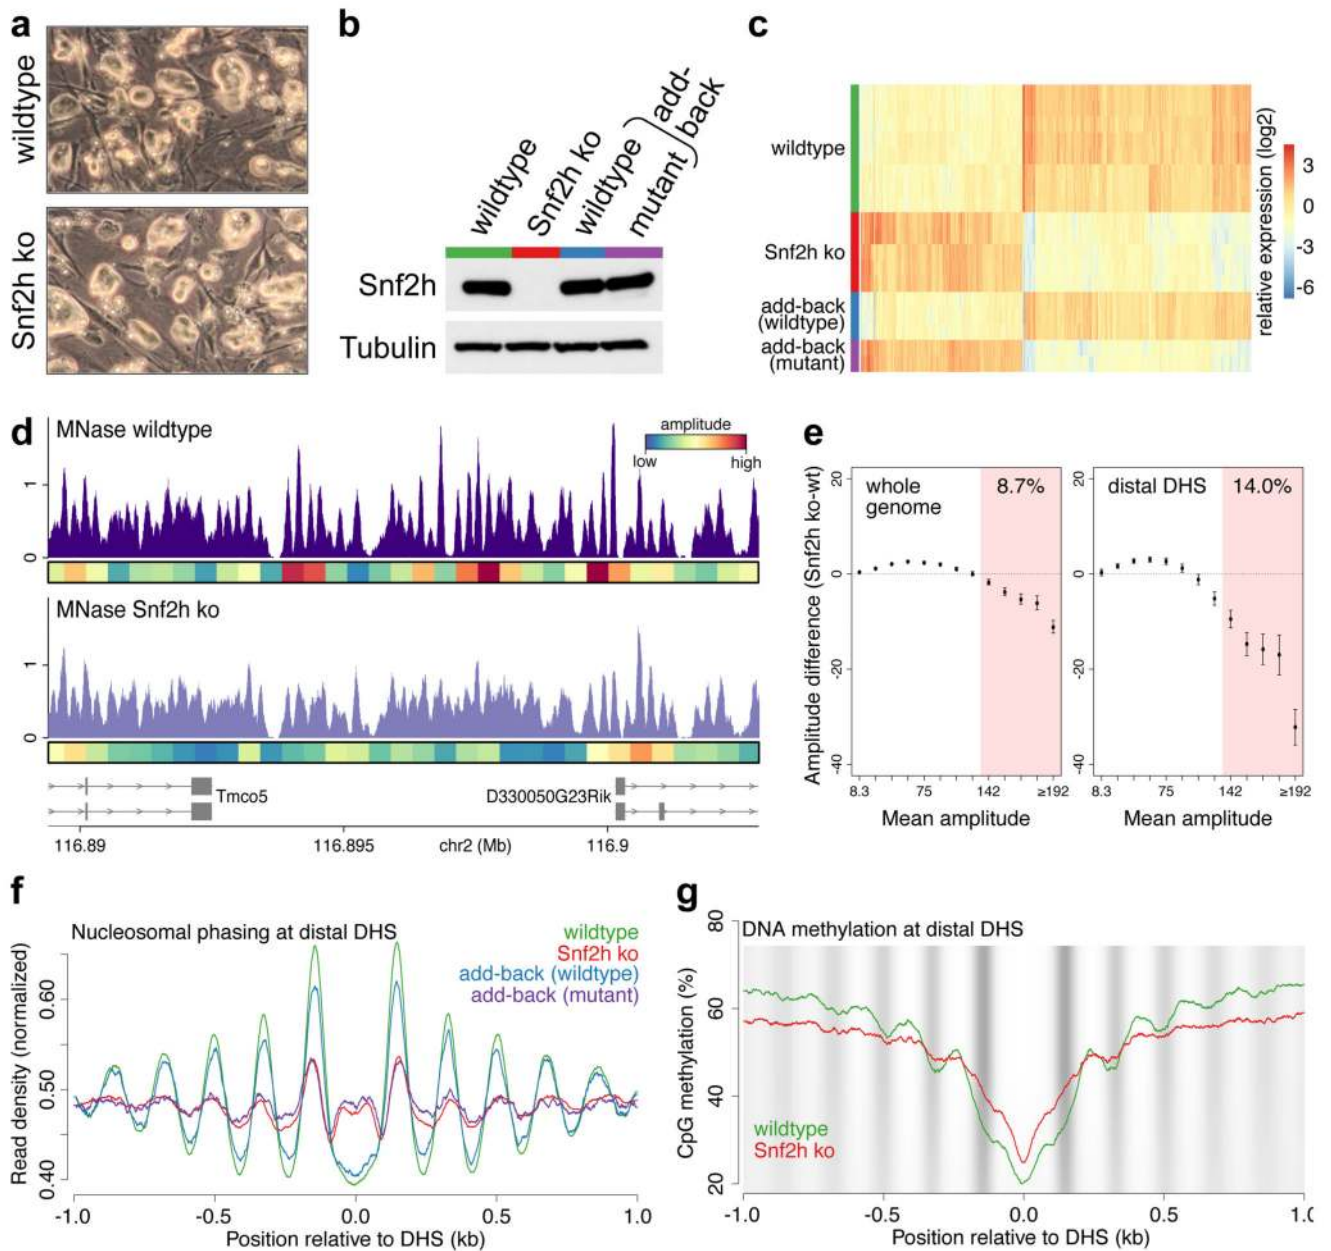 a
wildtype
Snf2h ko
b
wildtype
Snf2h ko
wildtype
mutant
add-
back
Snf2h
Tubulin
c
wildtype
Snf2h ko
add-back
(wildtype)
add-back
(mutant)
relative expression (log2)
3
0
-3
-6
d
MNase wildtype
amplitude
low high
1
0
MNase Snf2h ko
1
0
Tmco5
D330050G23Rik
116.89 116.895 chr2 (Mb) 116.9
e
Amplitude difference (Snf2h ko-wt)
20
0
-20
-40
whole
genome
8.7%
8.3 75 142 ≥192
Mean amplitude
20
0
-20
-40
distal DHS 14.0%
8.3 75 142 ≥192
Mean amplitude
f
Nucleosomal phasing at distal DHS
wildtype
Snf2h ko
add-back (wildtype)
add-back (mutant)
Read density (normalized)
0.60
0.50
0.40
-1.0 -0.5 0.0 0.5 1.0
Position relative to DHS (kb)
g
DNA methylation at distal DHS
CpG methylation (%)
80
60
40
20
wildtype
Snf2h ko
-1.0 -0.5 0.0 0.5 1.0
Position relative to DHS (kb)